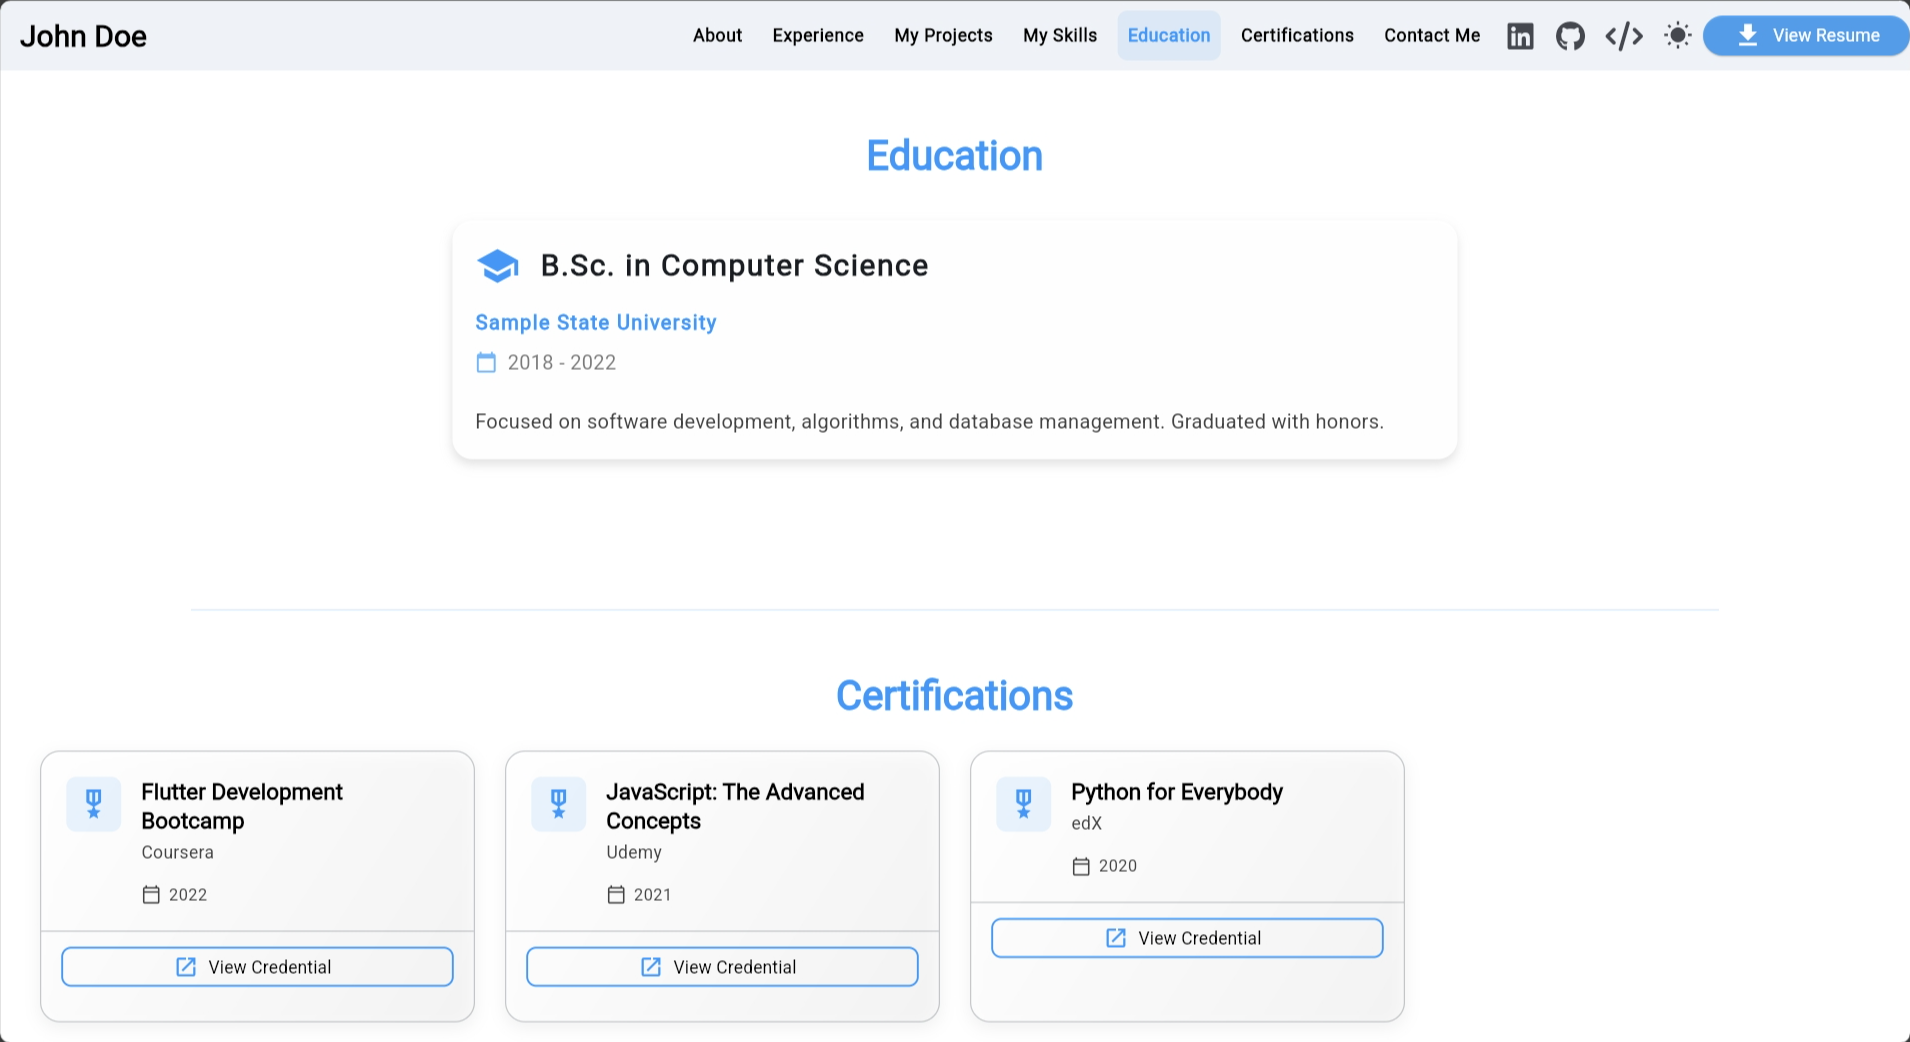 John Doe
About Experience My Projects My Skills Education Certifications Contact Me View Resume
Education
B.Sc. in Computer Science
Sample State University
2018 - 2022
Focused on software development, algorithms, and database management. Graduated with honors.
Certifications
Flutter Development
Bootcamp
Coursera
2022
View Credential
JavaScript: The Advanced
Concepts
Udemy
2021
View Credential
Python for Everybody
edX
2020
View Credential